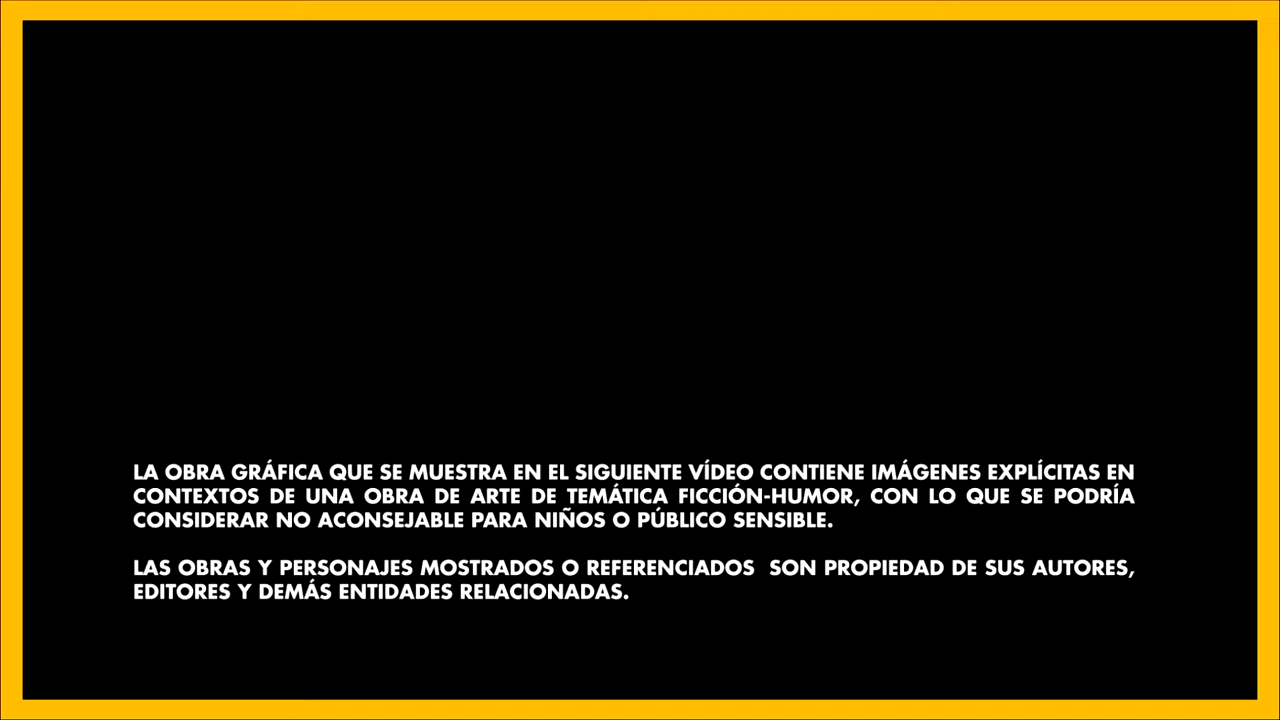 LA OBRA GRÁFICA QUE SE MUESTRA EN EL SIGUIENTE VÍDEO CONTIENE IMÁGENES EXPLÍCITAS EN
CONTEXTOS DE UNA OBRA DE ARTE DE TEMÁTICA FICCIÓN-HUMOR, CON LO QUE SE PODRÍA
CONSIDERAR NO ACONSEJABLE PARA NIÑOS O PÚBLICO SENSIBLE.
LAS OBRAS Y PERSONAJES MOSTRADOS O REFERENCIADOS SON PROPIEDAD DE SUS AUTORES,
EDITORES Y DEMÁS ENTIDADES RELACIONADAS.